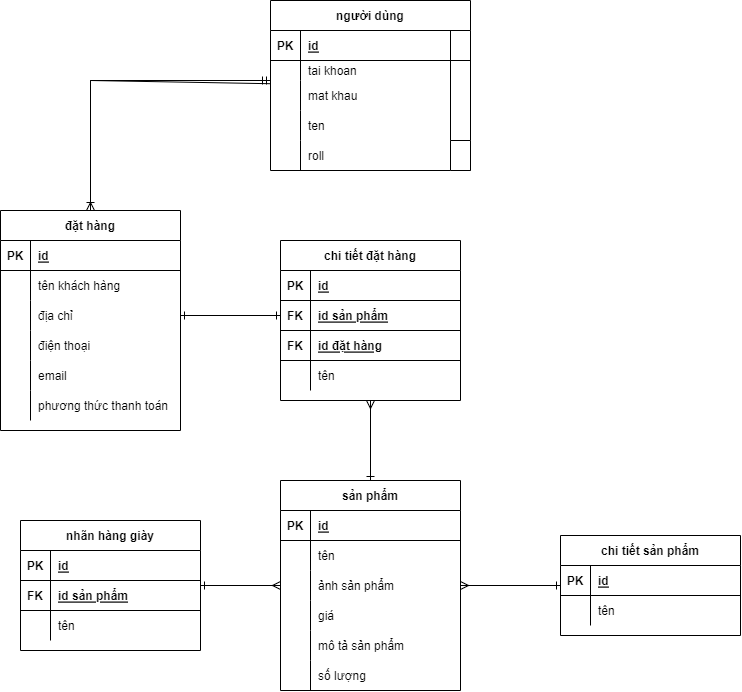 người dùng
PK id
tai khoan
mat khau
ten
roll
đặt hàng
PK id
tên khách hàng
địa chỉ
điện thoại
email
phương thức thanh toán
chi tiết đặt hàng
PK id
FK id sản phẩm
FK id đặt hàng
tên
sản phẩm
PK id
tên
ảnh sản phẩm
giá
mô tả sản phẩm
số lượng
nhãn hàng giày
PK id
FK id sản phẩm
tên
chi tiết sản phẩm
PK id
tên